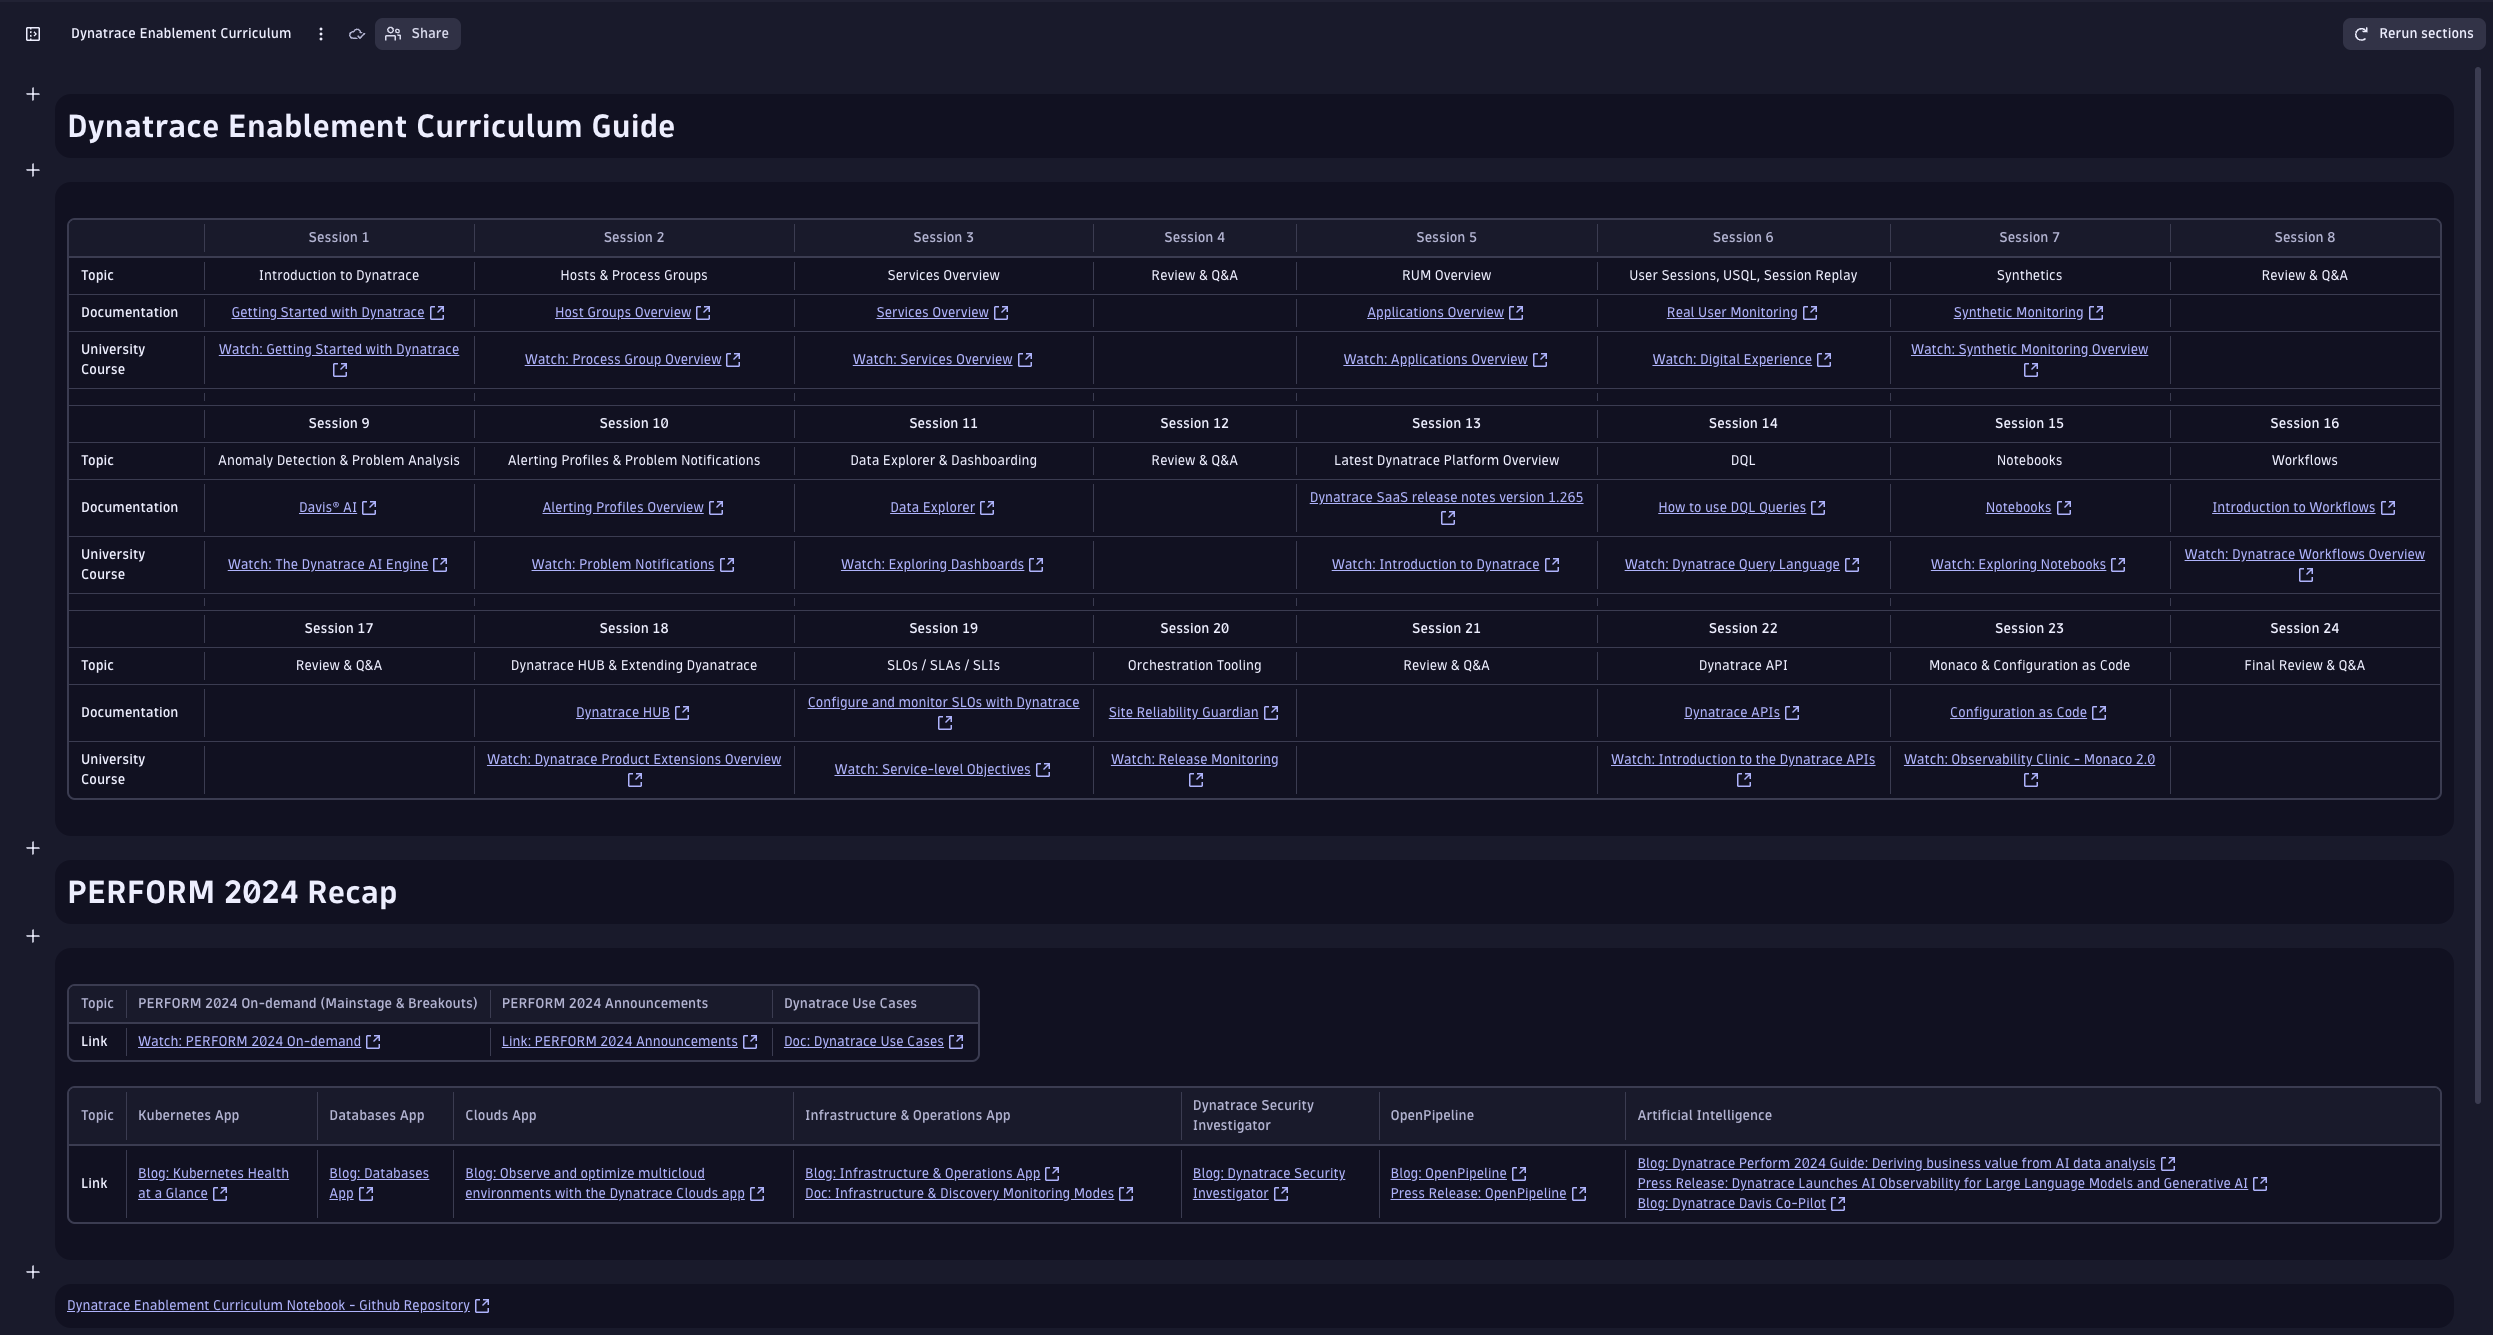 Dynatrace Enablement Curriculum Share Rerun sections
Dynatrace Enablement Curriculum Guide
Session 1 Session 2 Session 3 Session 4 Session 5 Session 6 Session 7 Session 8
Topic Introduction to Dynatrace Hosts & Process Groups Services Overview Review & Q&A RUM Overview User Sessions, USQL, Session Replay Synthetics Review & Q&A
Documentation Getting Started with Dynatrace Host Groups Overview Services Overview Applications Overview Real User Monitoring Synthetic Monitoring
University Course Watch: Getting Started with Dynatrace Watch: Process Group Overview Watch: Services Overview Watch: Applications Overview Watch: Digital Experience Watch: Synthetic Monitoring Overview
Session 9 Session 10 Session 11 Session 12 Session 13 Session 14 Session 15 Session 16
Topic Anomaly Detection & Problem Analysis Alerting Profiles & Problem Notifications Data Explorer & Dashboarding Review & Q&A Latest Dynatrace Platform Overview DQL Notebooks Workflows
Documentation Davis® AI Alerting Profiles Overview Data Explorer Dynatrace SaaS release notes version 1.265 How to use DQL Queries Notebooks Introduction to Workflows
University Course Watch: The Dynatrace AI Engine Watch: Problem Notifications Watch: Exploring Dashboards Watch: Introduction to Dynatrace Watch: Dynatrace Query Language Watch: Exploring Notebooks Watch: Dynatrace Workflows Overview
Session 17 Session 18 Session 19 Session 20 Session 21 Session 22 Session 23 Session 24
Topic Review & Q&A Dynatrace HUB & Extending Dyanatrace SLOs / SLAs / SLIs Orchestration Tooling Review & Q&A Dynatrace API Monaco & Configuration as Code Final Review & Q&A
Documentation Dynatrace HUB Configure and monitor SLOs with Dynatrace Site Reliability Guardian Dynatrace APIs Configuration as Code
University Course Watch: Dynatrace Product Extensions Overview Watch: Service-level Objectives Watch: Release Monitoring Watch: Introduction to the Dynatrace APIs Watch: Observability Clinic - Monaco 2.0
PERFORM 2024 Recap
Topic PERFORM 2024 On-demand (Mainstage & Breakouts) PERFORM 2024 Announcements Dynatrace Use Cases
Link Watch: PERFORM 2024 On-demand Link: PERFORM 2024 Announcements Doc: Dynatrace Use Cases
Topic Kubernetes App Databases App Clouds App Infrastructure & Operations App Dynatrace Security Investigator OpenPipeline Artificial Intelligence
Link
Blog: Kubernetes Health
at a Glance
Blog: Databases
App
Blog: Observe and optimize multicloud
environments with the Dynatrace Clouds app
Blog: Infrastructure & Operations App
Doc: Infrastructure & Discovery Monitoring Modes
Blog: Dynatrace Security
Investigator
Blog: OpenPipeline
Press Release: OpenPipeline
Blog: Dynatrace Perform 2024 Guide: Deriving business value from AI data analysis
Press Release: Dynatrace Launches AI Observability for Large Language Models and Generative AI
Blog: Dynatrace Davis Co-Pilot
Dynatrace Enablement Curriculum Notebook - Github Repository